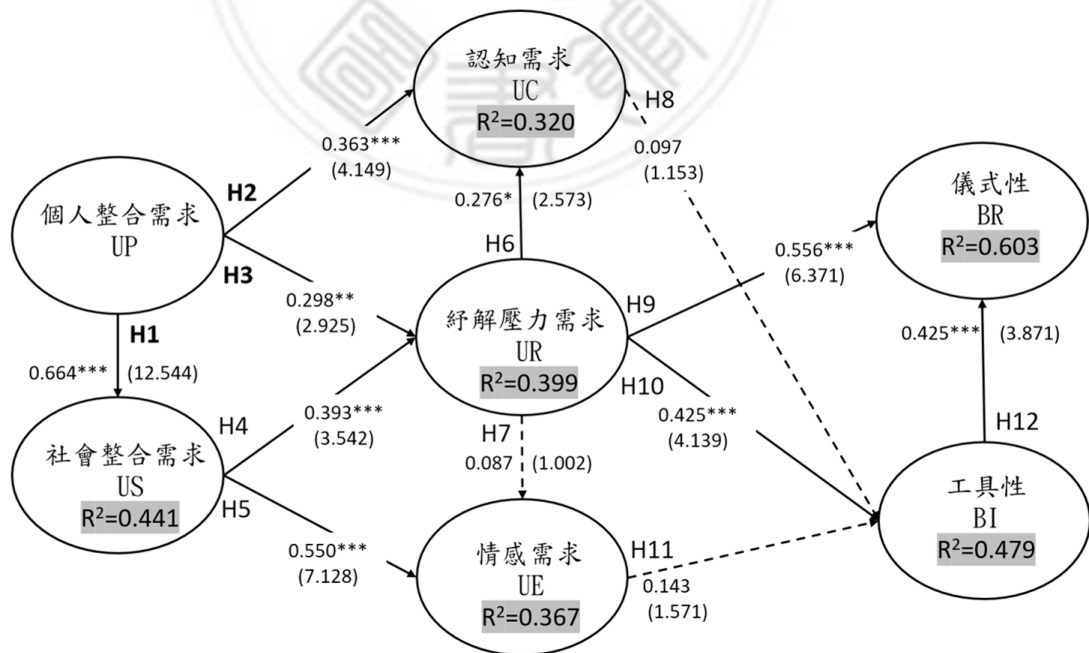 認知需求
UC
R²=0.320
H8
0.363***
(4.149)
0.097
(1.153)
儀式性
BR
R²=0.603
H2
個人整合需求
UP
H3
0.276*
(2.573)
H6
0.556***
(6.371)
0.298**
(2.925)
紓解壓力需求
UR
R²=0.399
H9
H10
H1
0.664***
(12.544)
0.425***
(3.871)
0.393***
(3.542)
0.425***
(4.139)
H4
社會整合需求
US
R²=0.441
H5
H7
0.087
(1.002)
H12
工具性
BI
R²=0.479
0.550***
(7.128)
情感需求
UE
R²=0.367
H11
0.143
(1.571)